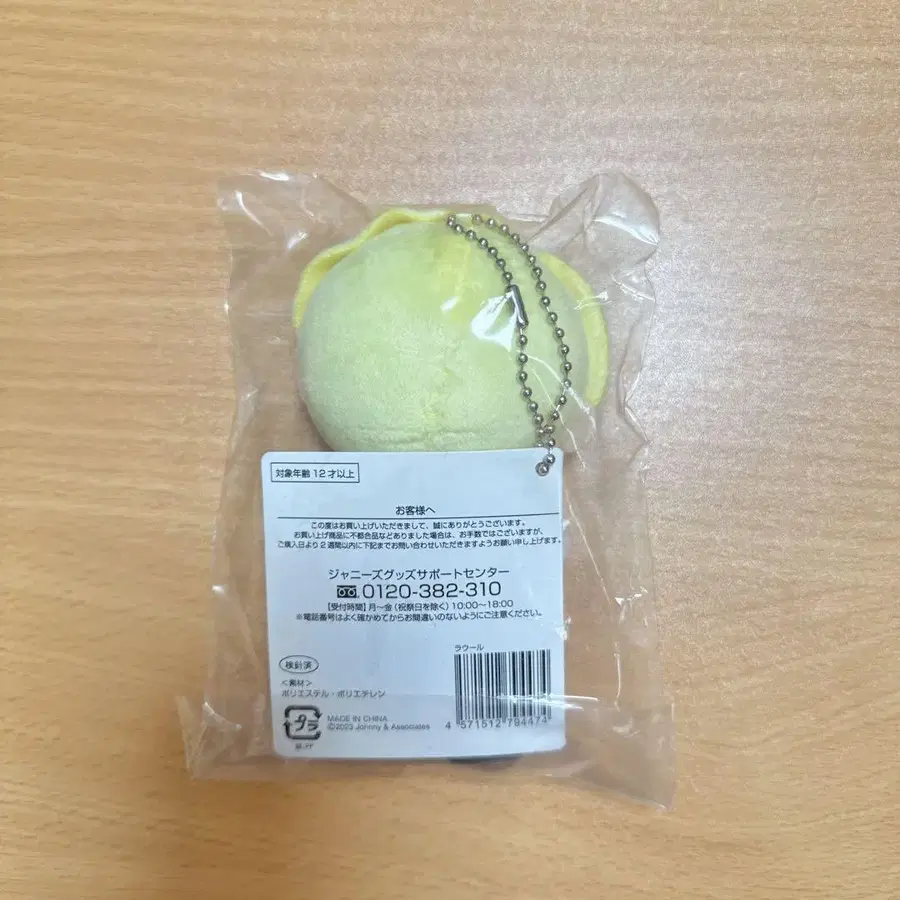 対象年齢12才以上
お客様へ
この度はお買い上げいただきまして、誠にありがとうございます。
お買い上げ商品に不都合品などありました場合は、お手数ではございますが、
ご購入日より2週間以内に下記までお問い合わせいただきますようお願い申し上げます。
ジャニーズグッズサポートセンター
0120-382-310
【受付時間】月〜金(祝祭日を除く)10:00〜18:00
※電話番号はよく確かめてからお間違いのないようにご注意ください。
ラウール
検針済
<素材>
ポリエステル・ポリエチレン
プラ
MADE IN CHINA
©2023 Johnny & Associates
4 571512 794474